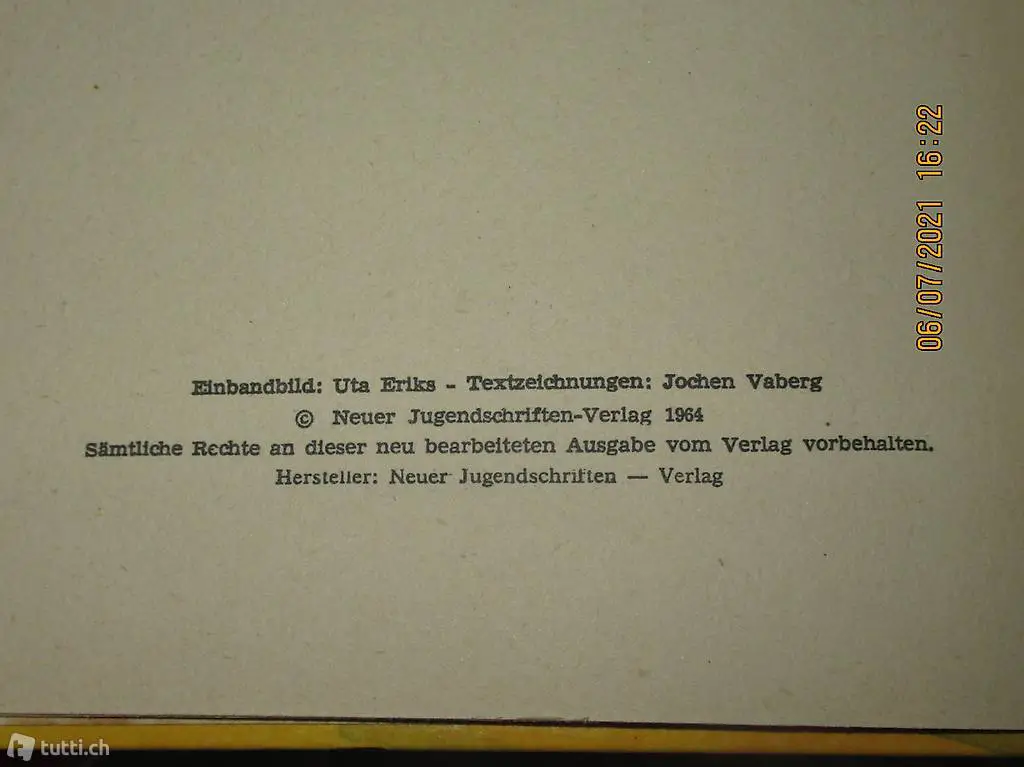 06/07/2021 16:22
Einbandbild: Uta Eriks - Textzeichnungen: Jochen Vaberg
© Neuer Jugendschriften-Verlag 1964
Sämtliche Rechte an dieser neu bearbeiteten Ausgabe vom Verlag vorbehalten.
Hersteller: Neuer Jugendschriften — Verlag
tutti.ch